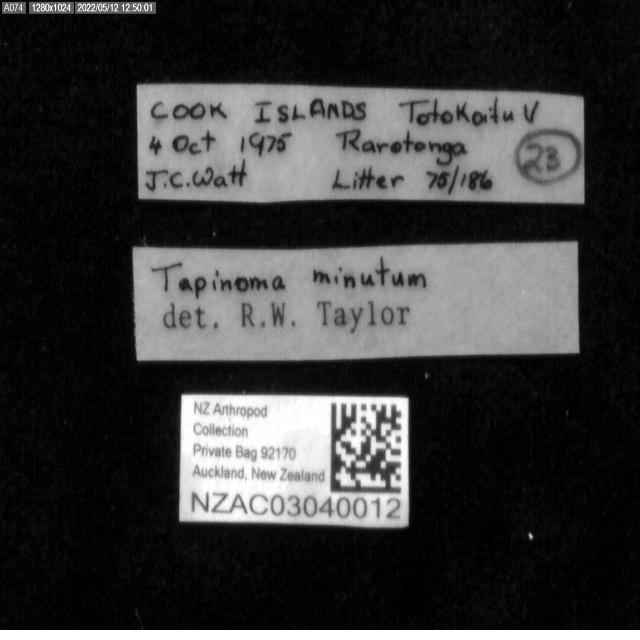 A074 1280x1024 2022/05/12 12:50:01
COOK ISLANDS Totokoitu V
4 Oct 1975 Rarotonga 23
J.C.Watt Litter 75/186
Tapinoma minutum
det. R.W. Taylor
NZ Arthropod
Collection
Private Bag 92170
Auckland, New Zealand
NZAC03040012